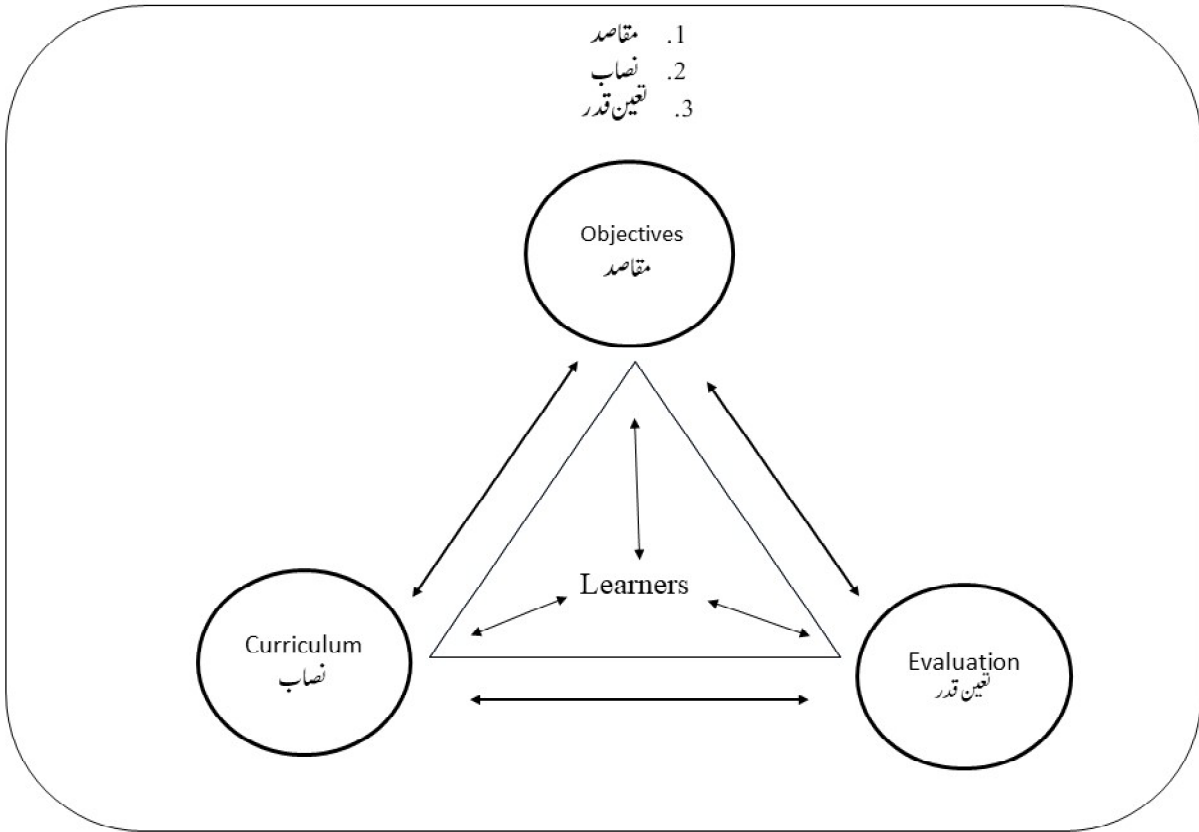 1. مقاصد
2. نصاب
3. تعین قدر
Objectives
مقاصد
Learners
Curriculum
نصاب
Evaluation
تعین قدر